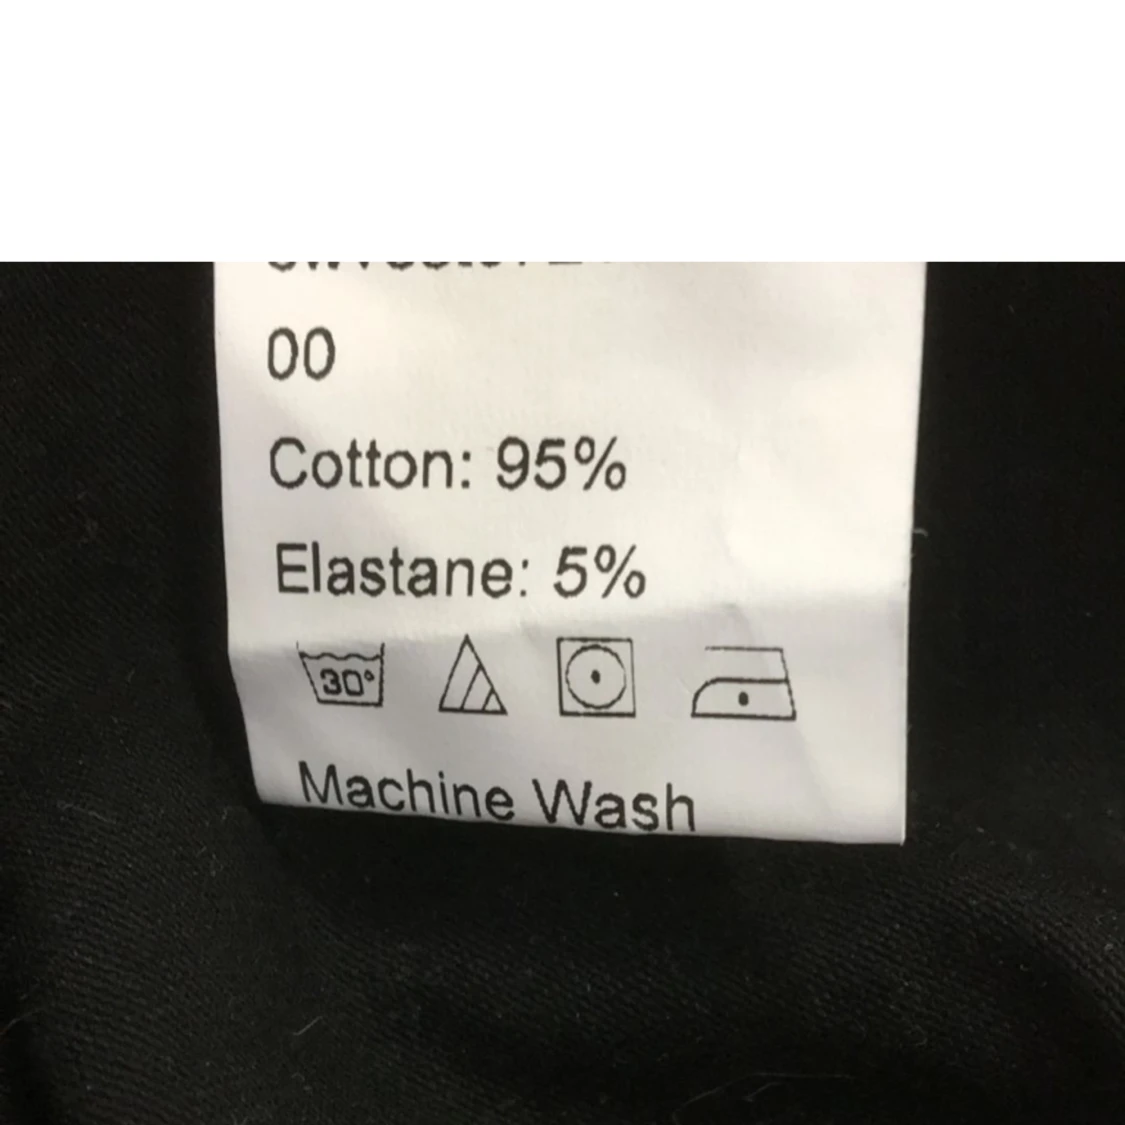 00
Cotton: 95%
Elastane: 5%
30°
Machine Wash